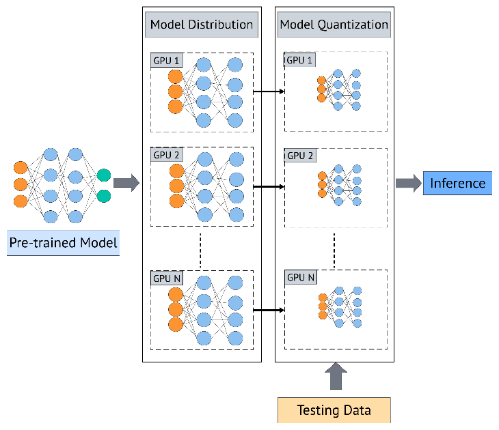 Model Distribution
Model Quantization
GPU 1
GPU 1
GPU 2
GPU 2
Pre-trained Model
Inference
GPU N
GPU N
Testing Data